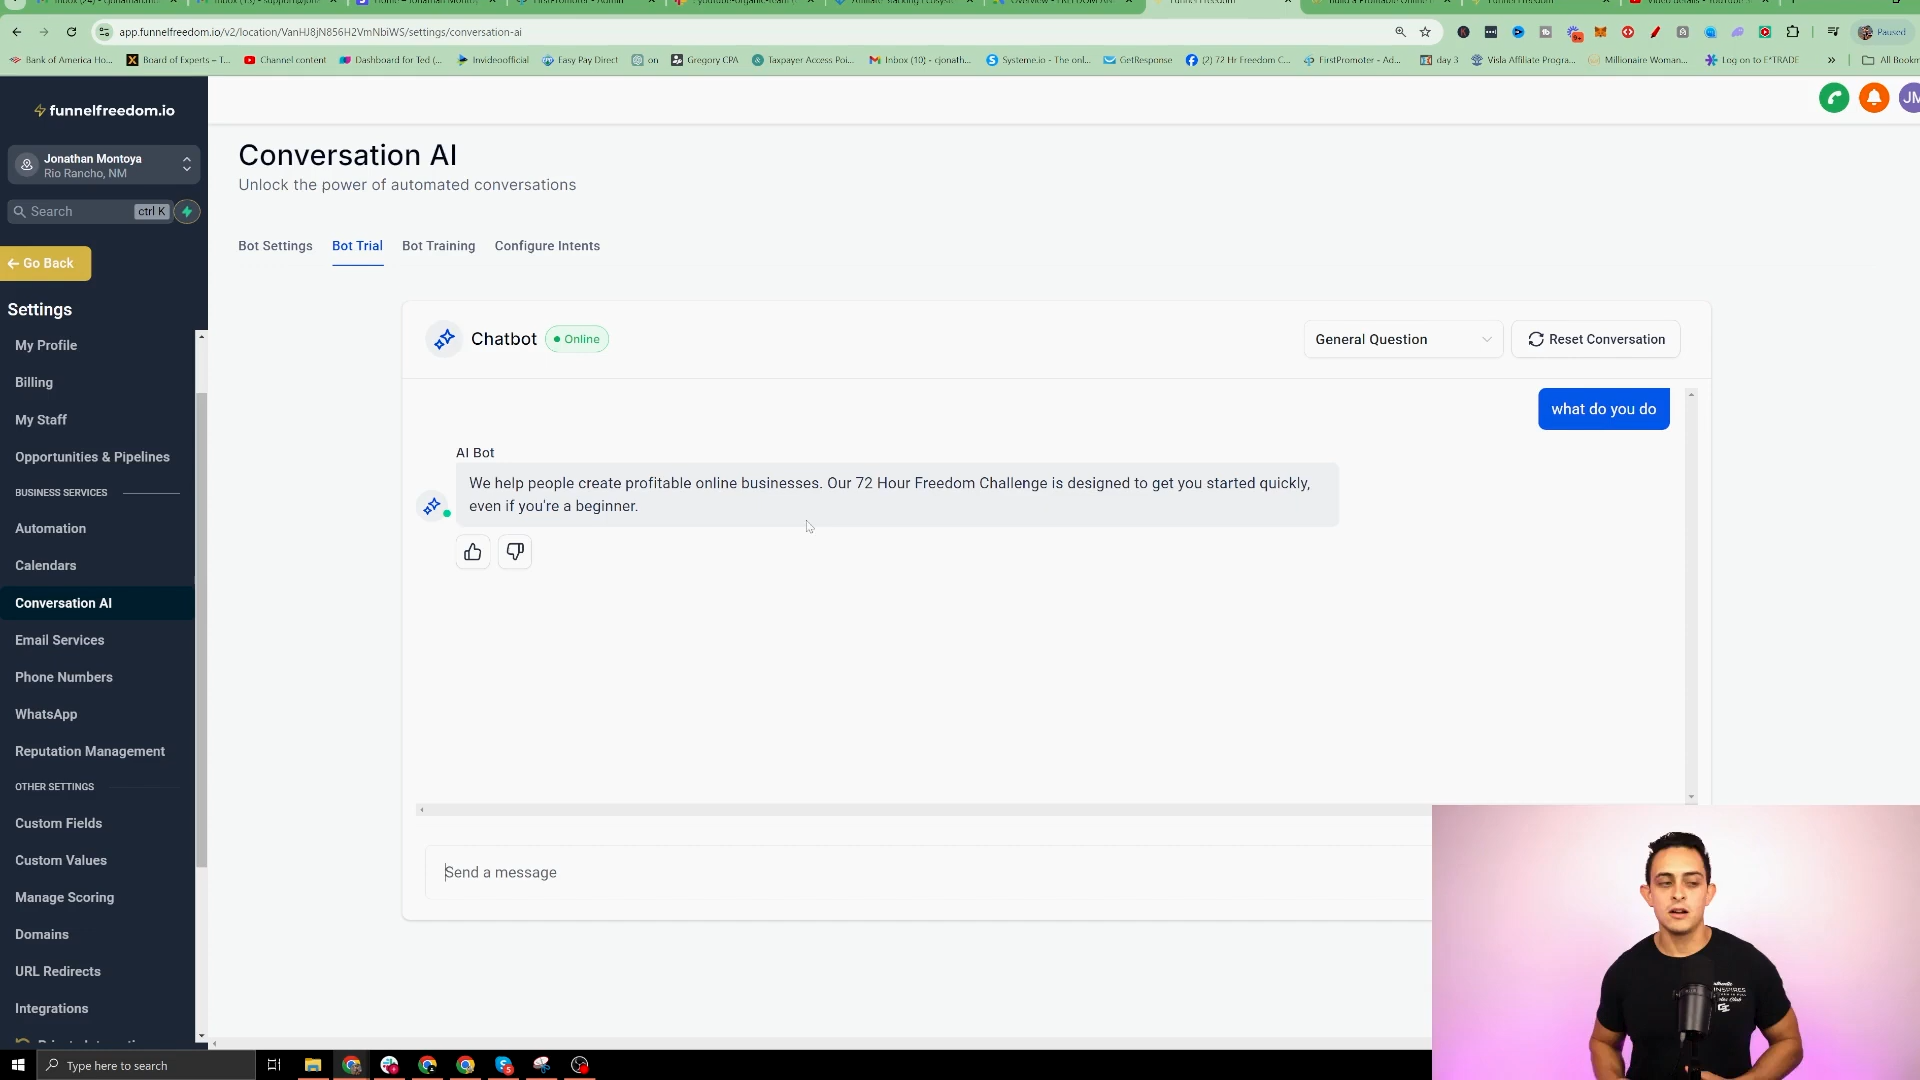 app.funnelfreedom.io/v2/location/VanHJ8jN856H2VmNbiWS/settings/conversation-ai
Paused
Bank of America Ho...
Board of Experts – T...
Channel content
Dashboard for Ted (...
Invideoofficial
Easy Pay Direct
on
Gregory CPA
Taxpayer Access Poi...
Inbox (10) - cjonath...
Systeme.io - The onl...
GetResponse
(2) 72 Hr Freedom C...
FirstPromoter - Ad...
day 3
Visla Affiliate Progra...
Millionaire Woman...
Log on to E*TRADE
»
All Bookm
funnelfreedom.io
JM
Jonathan Montoya
Rio Rancho, NM
Search
ctrl K
Go Back
Settings
My Profile
Billing
My Staff
Opportunities & Pipelines
BUSINESS SERVICES
Automation
Calendars
Conversation AI
Email Services
Phone Numbers
WhatsApp
Reputation Management
OTHER SETTINGS
Custom Fields
Custom Values
Manage Scoring
Domains
URL Redirects
Integrations
Conversation AI
Unlock the power of automated conversations
Bot Settings
Bot Trial
Bot Training
Configure Intents
Chatbot
Online
General Question
Reset Conversation
what do you do
AI Bot
We help people create profitable online businesses. Our 72 Hour Freedom Challenge is designed to get you started quickly,
even if you're a beginner.
Send a message
INSPIRES
Type here to search